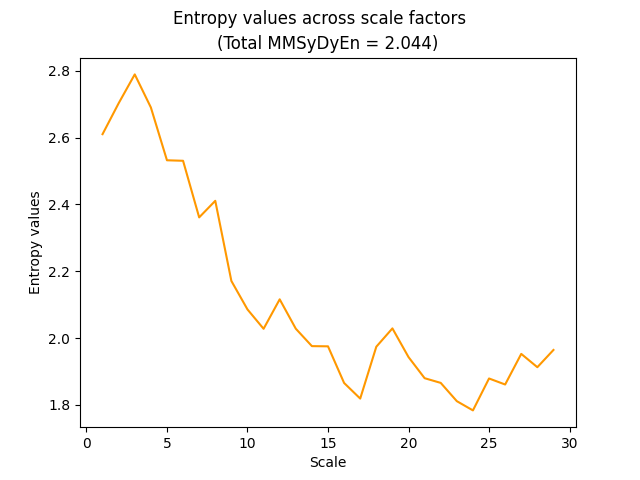 Entropy values across scale factors
(Total MMSyDyEn = 2.044)
2.8
2.6
2.4
2.2
2.0
1.8
Entropy values
0 5 10 15 20 25 30
Scale